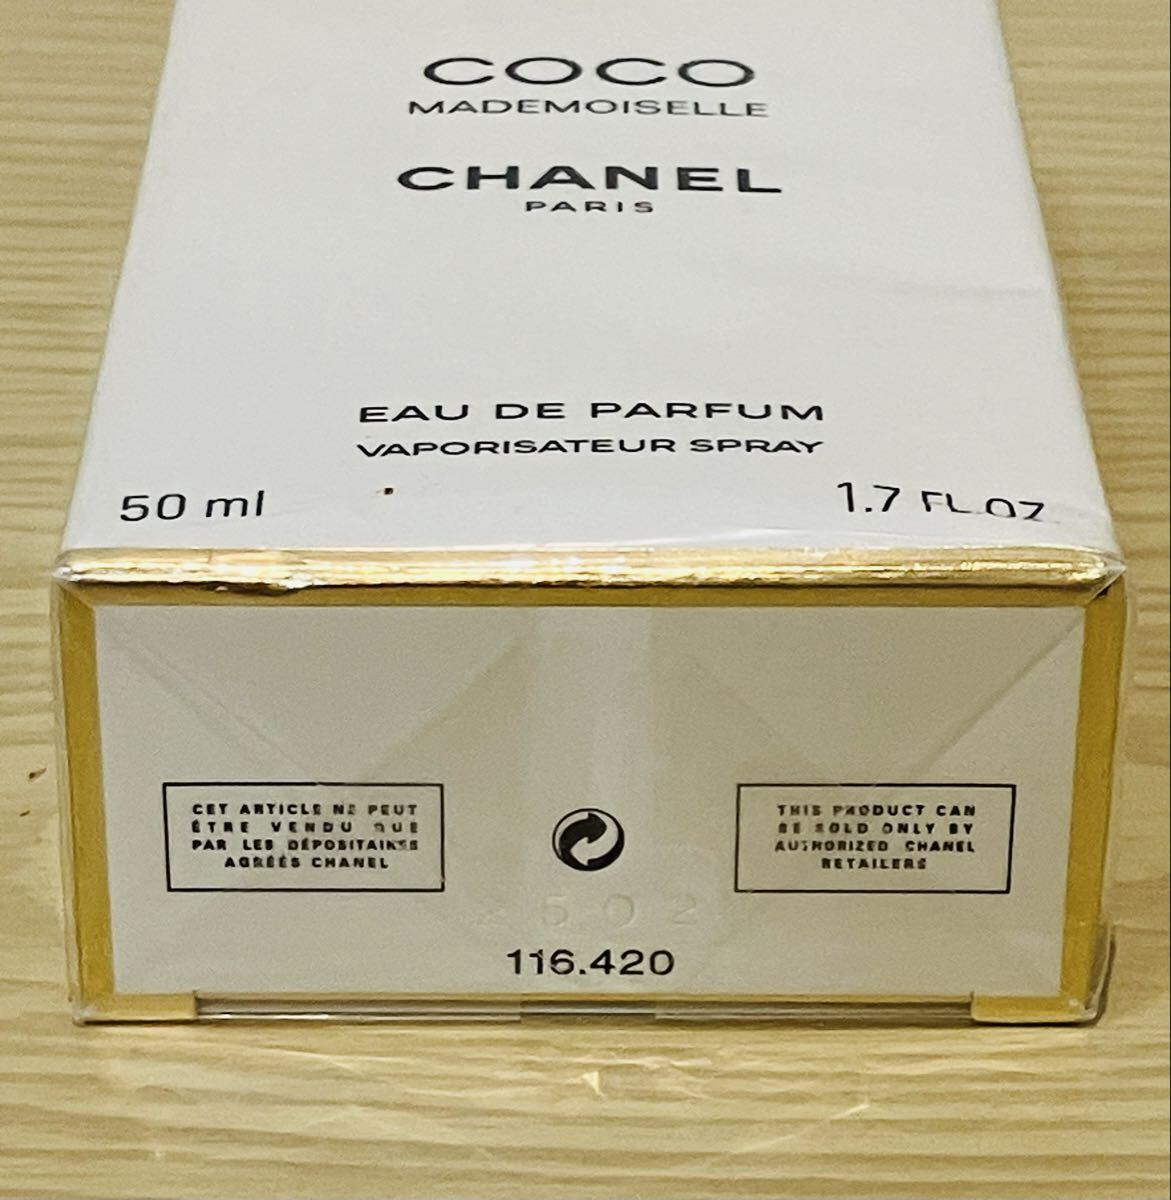 COCO
MADEMOISELLE
CHANEL
PARIS
EAU DE PARFUM
VAPORISATEUR SPRAY
50 ml
1.7 FL.OZ.
CET ARTICLE NE PEUT
ÊTRE VENDU QUE
PAR LES DÉPOSITAIRES
AGRÉÉS CHANEL
THIS PRODUCT CAN
BE SOLD ONLY BY
AUTHORIZED CHANEL
RETAILERS
2502
116.420